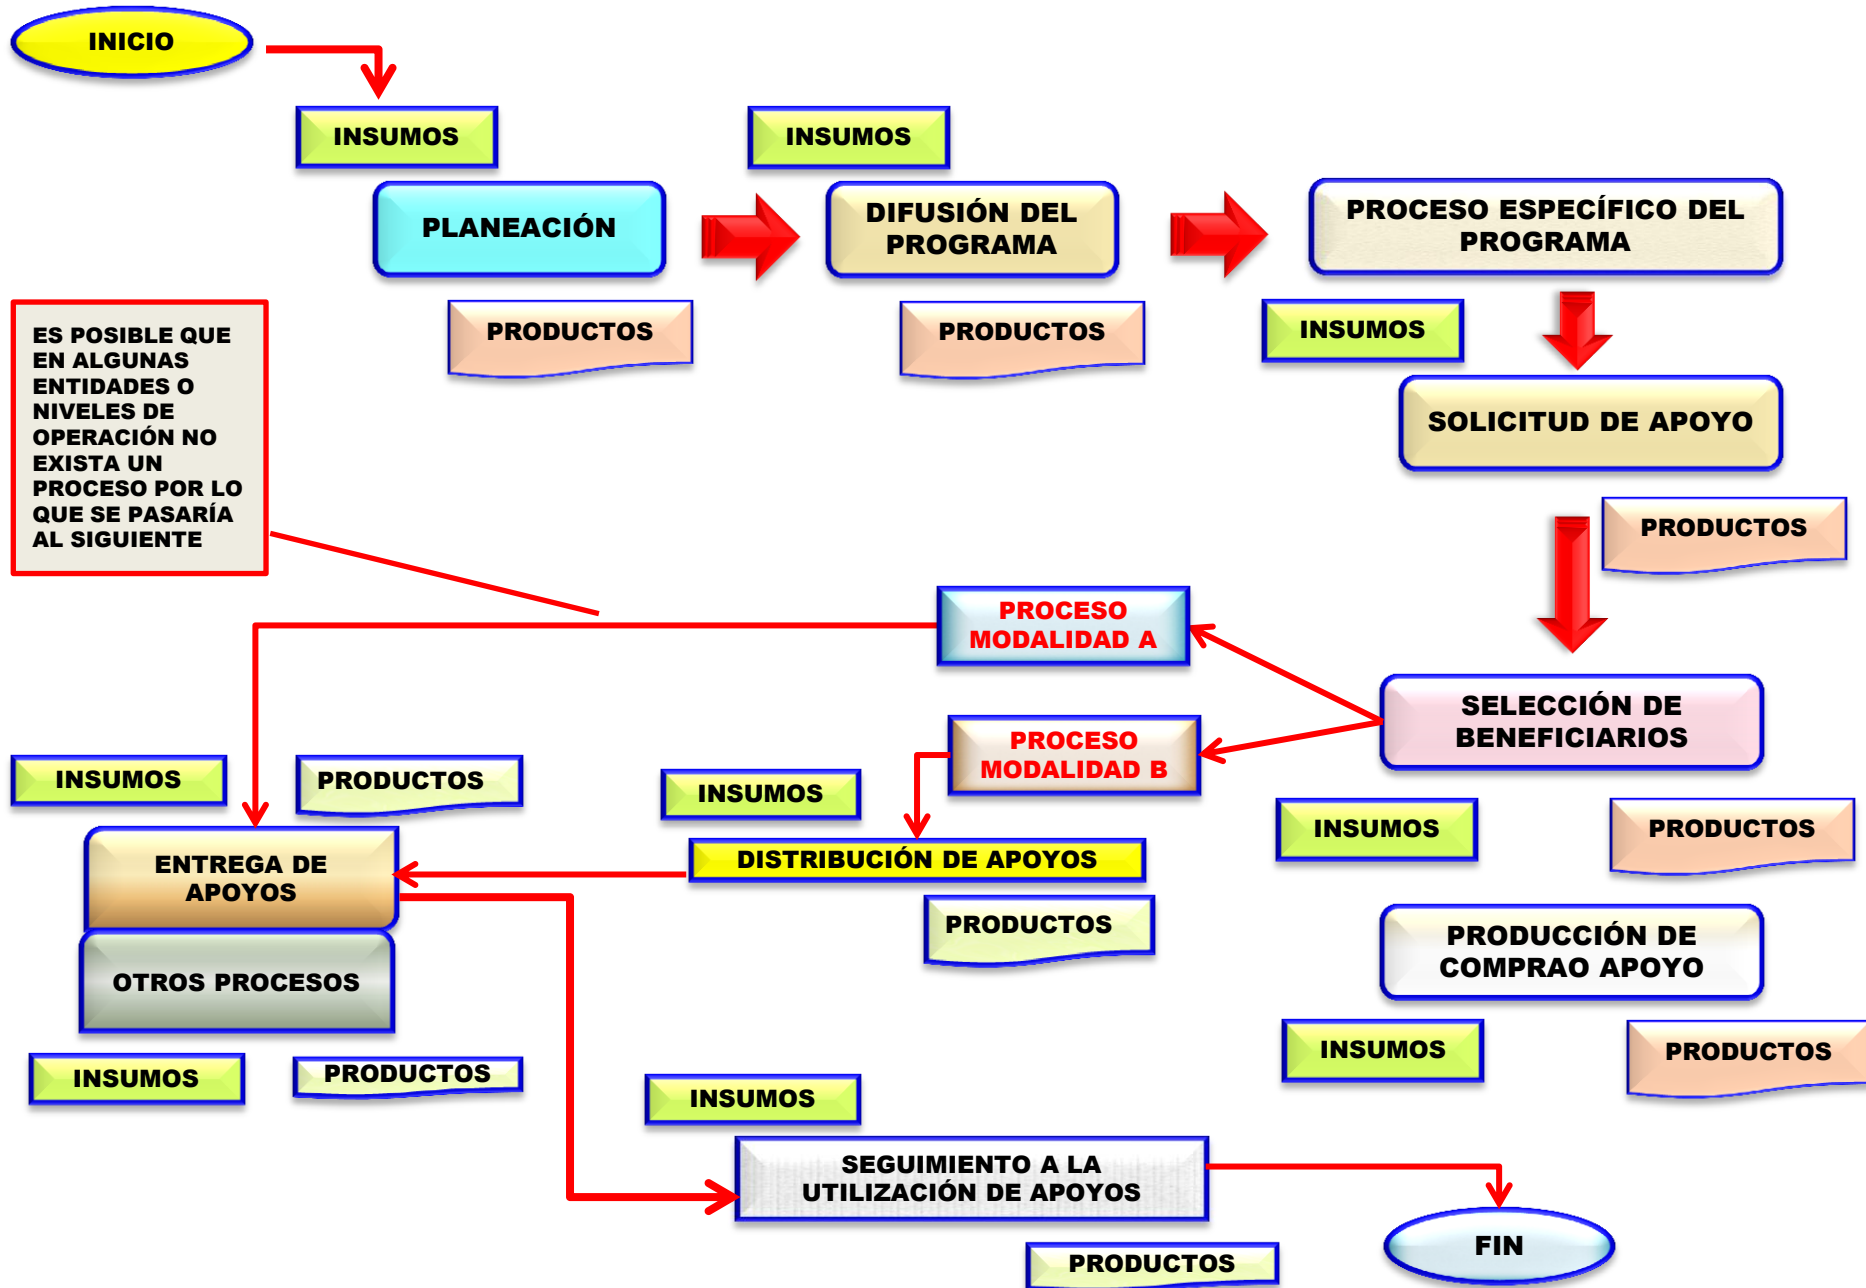 INICIO
INSUMOS
INSUMOS
PLANEACIÓN
DIFUSIÓN DEL
PROGRAMA
PROCESO ESPECÍFICO DEL
PROGRAMA
PRODUCTOS
PRODUCTOS
INSUMOS
ES POSIBLE QUE
EN ALGUNAS
ENTIDADES O
NIVELES DE
OPERACIÓN NO
EXISTA UN
PROCESO POR LO
QUE SE PASARÍA
AL SIGUIENTE
SOLICITUD DE APOYO
PRODUCTOS
PROCESO
MODALIDAD A
SELECCIÓN DE
BENEFICIARIOS
PROCESO
MODALIDAD B
INSUMOS
PRODUCTOS
INSUMOS
INSUMOS
PRODUCTOS
ENTREGA DE
APOYOS
DISTRIBUCIÓN DE APOYOS
PRODUCTOS
PRODUCCIÓN DE
COMPRAO APOYO
OTROS PROCESOS
INSUMOS
PRODUCTOS
INSUMOS
PRODUCTOS
INSUMOS
SEGUIMIENTO A LA
UTILIZACIÓN DE APOYOS
FIN
PRODUCTOS